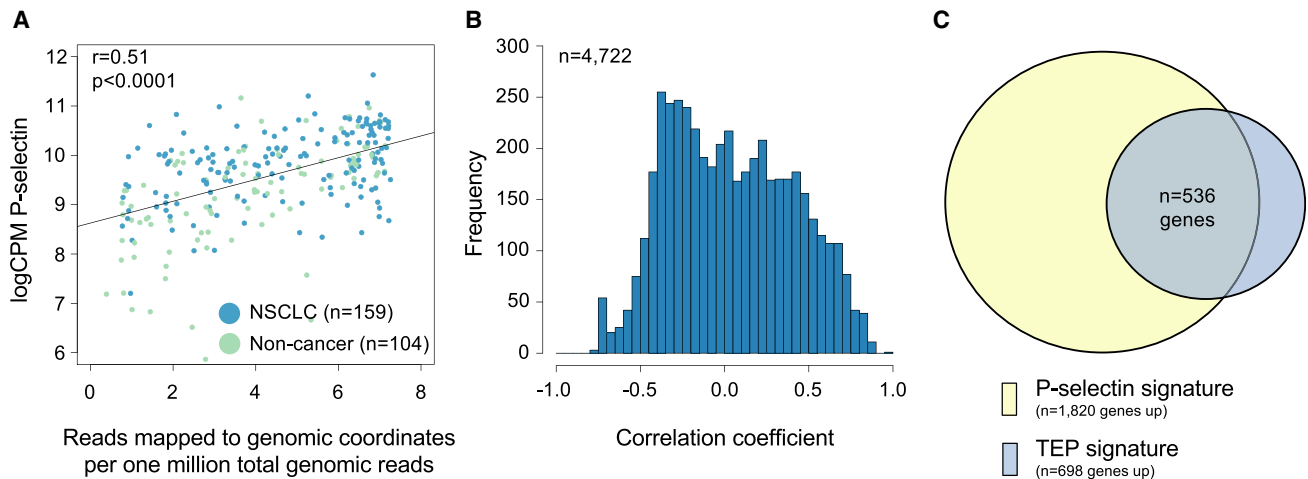 A
r=0.51
p<0.0001
12
11
10
9
8
7
6
logCPM P-selectin
NSCLC (n=159)
Non-cancer (n=104)
0 2 4 6 8
Reads mapped to genomic coordinates
per one million total genomic reads
B
n=4,722
300
250
200
150
100
50
0
Frequency
-1.0 -0.5 0.0 0.5 1.0
Correlation coefficient
C
n=536
genes
P-selectin signature
(n=1,820 genes up)
TEP signature
(n=698 genes up)